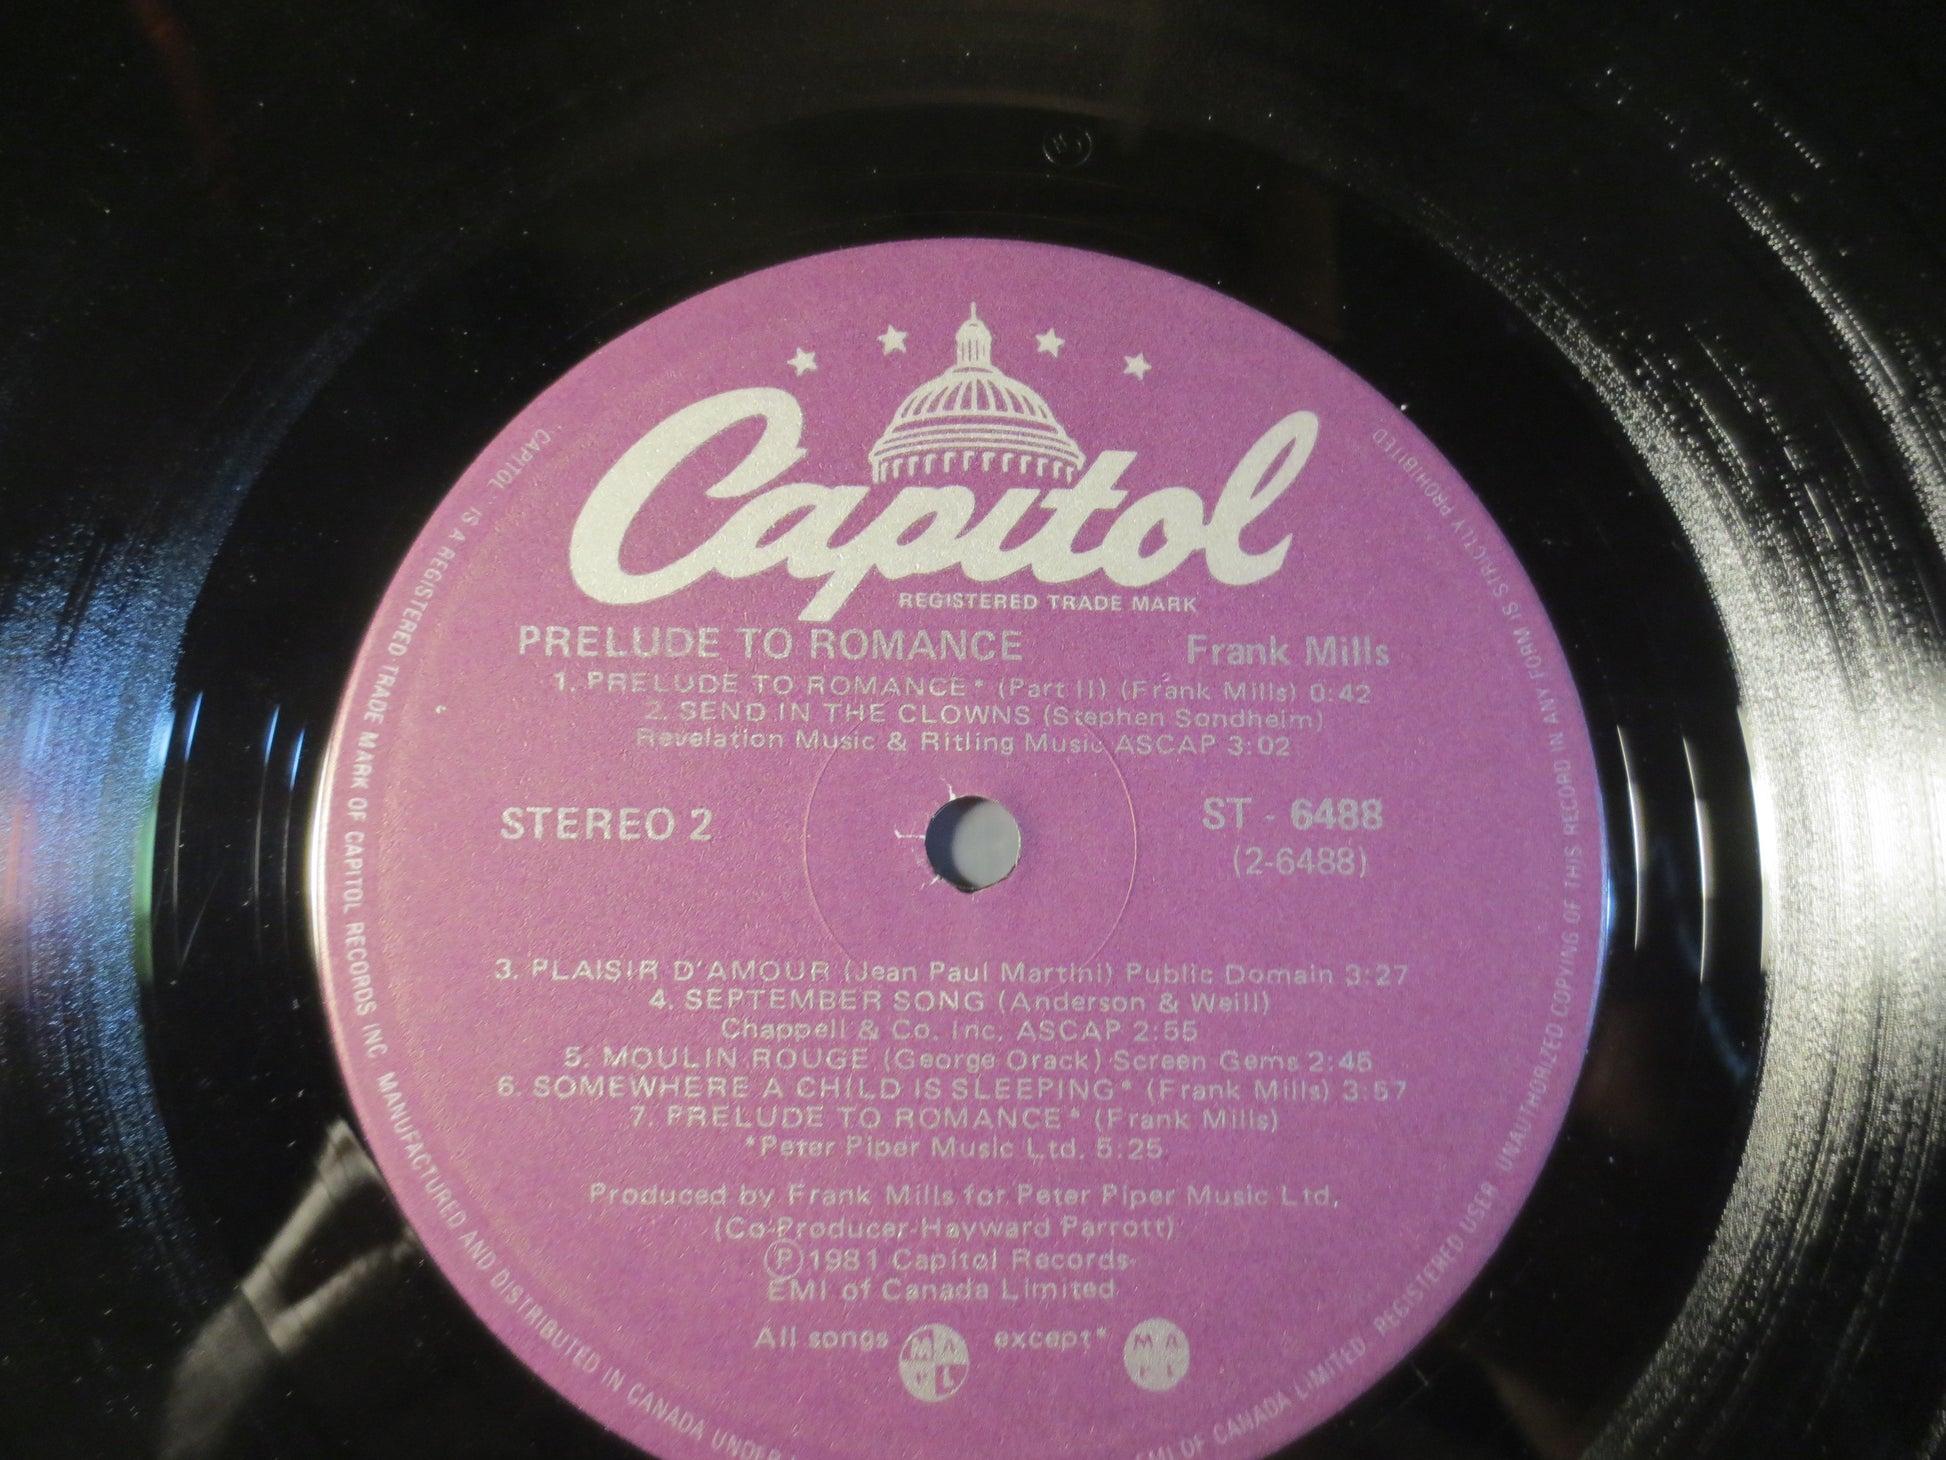 Capitol
REGISTERED TRADE MARK
PRELUDE TO ROMANCE Frank Mills
1. PRELUDE TO ROMANCE* (Part II) (Frank Mills) 0:42
2. SEND IN THE CLOWNS (Stephen Sondheim)
Revelation Music & Ritling Music ASCAP 3:02
STEREO 2
ST - 6488
(2-6488)
3. PLAISIR D'AMOUR (Jean Paul Martini) Public Domain 3:27
4. SEPTEMBER SONG (Anderson & Weill)
Chappell & Co. Inc. ASCAP 2:55
5. MOULIN ROUGE (George Orack) Screen Gems 2:45
6. SOMEWHERE A CHILD IS SLEEPING* (Frank Mills) 3:57
7. PRELUDE TO ROMANCE* (Frank Mills)
*Peter Piper Music Ltd. 5:25
Produced by Frank Mills for Peter Piper Music Ltd.
(Co-Producer-Hayward Parrott)
Ⓟ 1981 Capitol Records-
EMI of Canada Limited
All songs MAPL except* MAPL
CAPITOL IS A REGISTERED TRADE MARK OF CAPITOL RECORDS INC MANUFACTURED AND DISTRIBUTED IN CANADA UNDER
EMI OF CANADA LIMITED REGISTERED USER UNAUTHORIZED COPYING OF THIS RECORD IN ANY FORM IS STRICTLY PROHIBITED